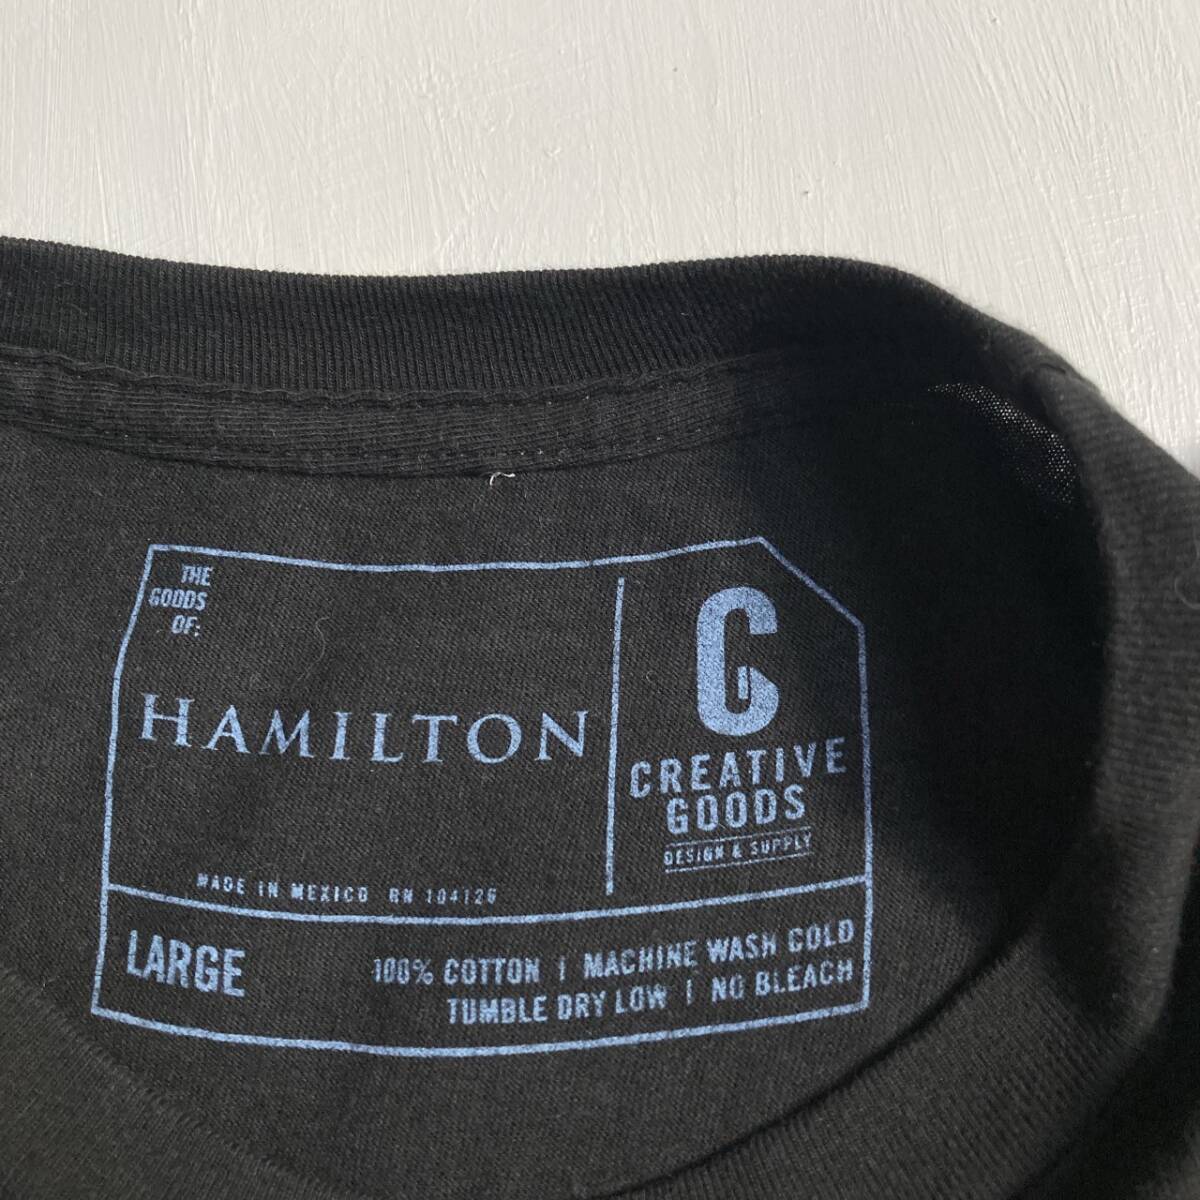 THE
GOODS
OF:
HAMILTON
MADE IN MEXICO RN 104126
C
CREATIVE
GOODS
DESIGN & SUPPLY
LARGE
100% COTTON | MACHINE WASH COLD
TUMBLE DRY LOW | NO BLEACH